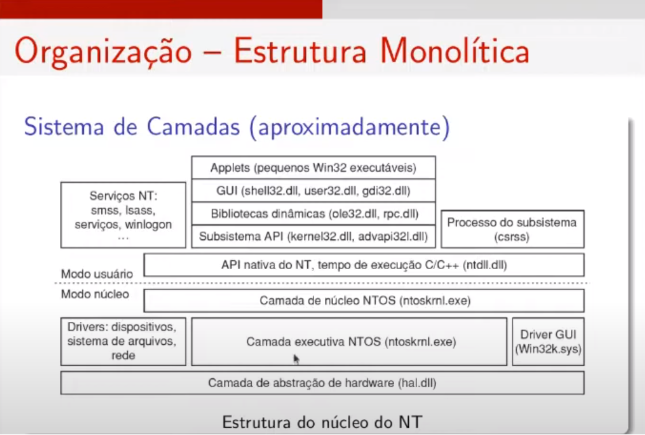 Organização – Estrutura Monolítica
Sistema de Camadas (aproximadamente)
Applets (pequenos Win32 executáveis)
GUI (shell32.dll, user32.dll, gdi32.dll)
Bibliotecas dinâmicas (ole32.dll, rpc.dll)
Subsistema API (kernel32.dll, advapi32l.dll)
Serviços NT:
smss, lsass,
serviços, winlogon
...
Processo do subsistema
(csrss)
API nativa do NT, tempo de execução C/C++ (ntdll.dll)
Modo usuário
Modo núcleo
Camada de núcleo NTOS (ntoskrnl.exe)
Drivers: dispositivos,
sistema de arquivos,
rede
Camada executiva NTOS (ntoskrnl.exe)
Driver GUI
(Win32k.sys)
Camada de abstração de hardware (hal.dll)
Estrutura do núcleo do NT